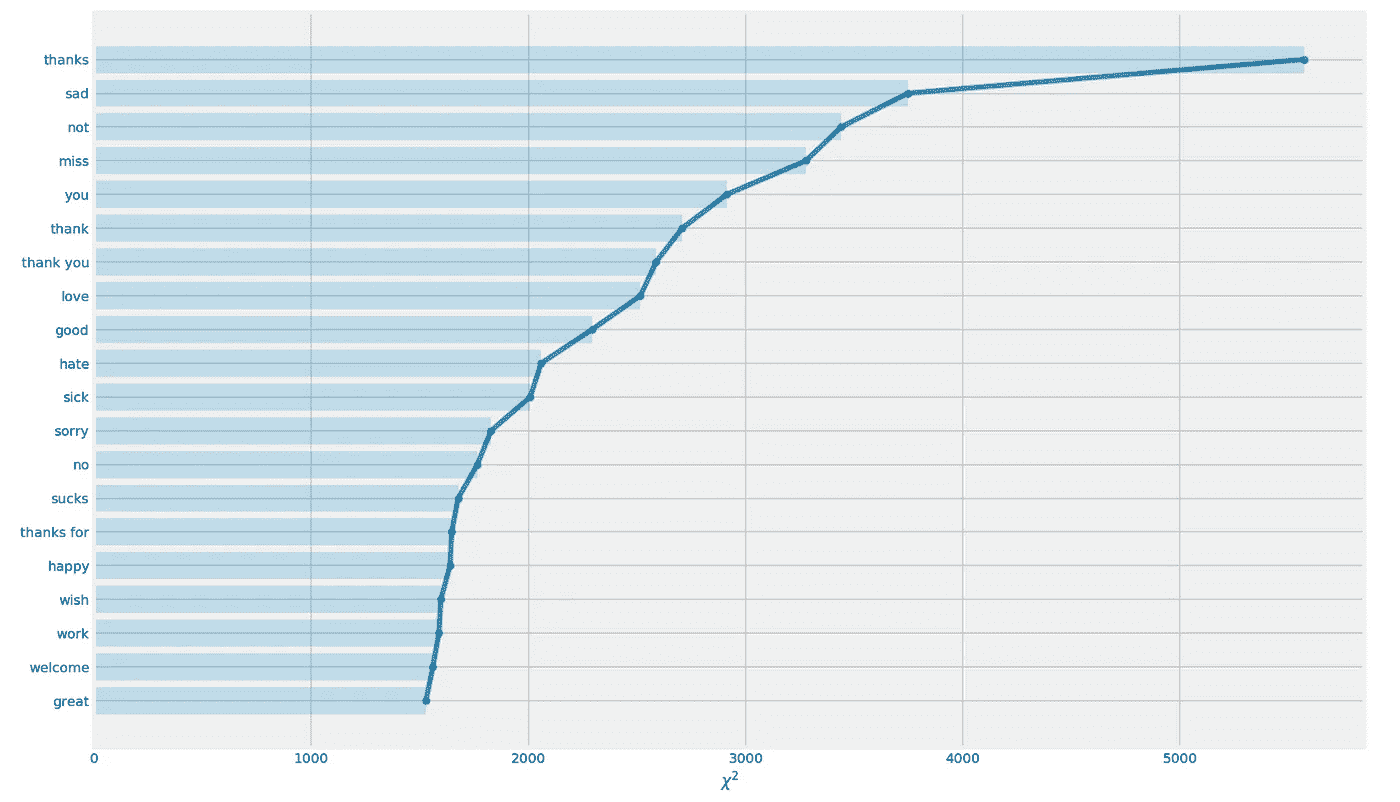 thanks
sad
not
miss
you
thank
thank you
love
good
hate
sick
sorry
no
sucks
thanks for
happy
wish
work
welcome
great
0 1000 2000 3000 4000 5000
χ²